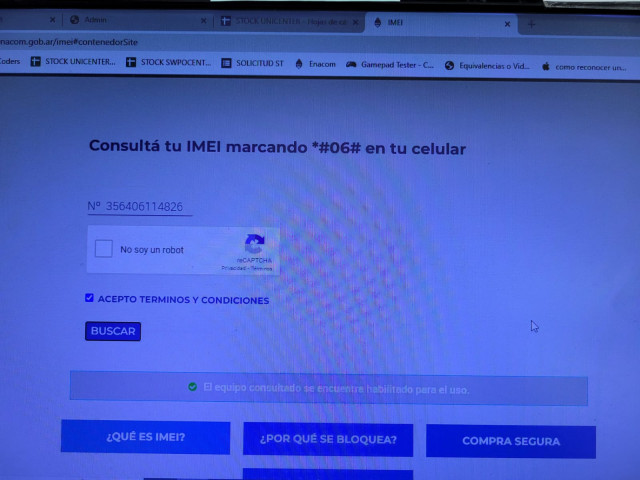 Admin
STOCK UNICENTER - Hojas de cá
IMEI
enacom.gob.ar/imei#contenedorSite
Coders
STOCK UNICENTER...
STOCK SWPOCENT...
SOLICITUD ST
Enacom
Gamepad Tester - C...
Equivalencias o Vid...
como reconocer un...
Consultá tu IMEI marcando *#06# en tu celular
Nº 356406114826
No soy un robot
reCAPTCHA
Privacidad - Términos
ACEPTO TERMINOS Y CONDICIONES
BUSCAR
El equipo consultado se encuentra habilitado para el uso.
¿QUÉ ES IMEI?
¿POR QUÉ SE BLOQUEA?
COMPRA SEGURA